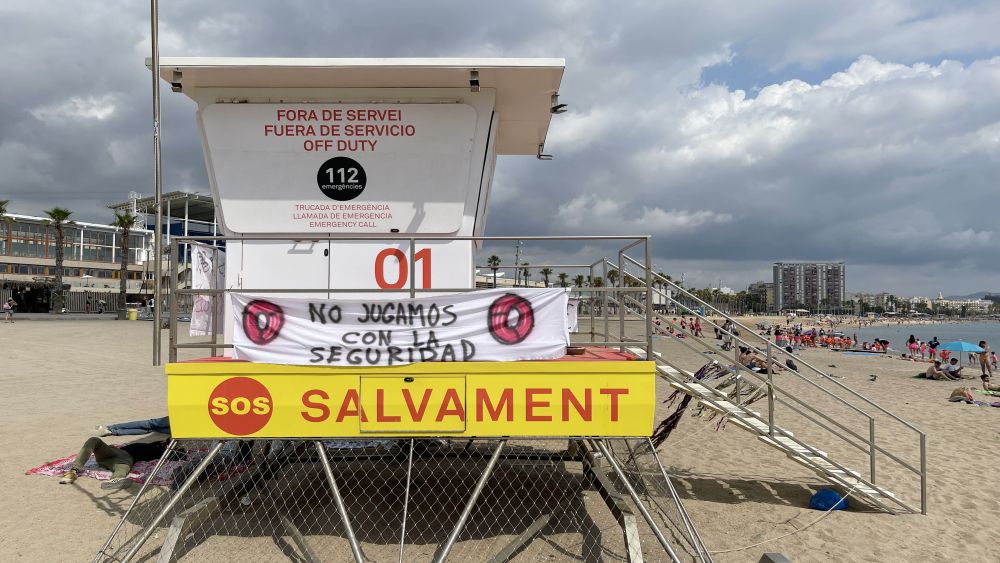 FORA DE SERVEI
FUERA DE SERVICIO
OFF DUTY
112
emergències
TRUCADA D'EMERGÈNCIA
LLAMADA DE EMERGENCIA
EMERGENCY CALL
01
NO JUGAMOS
CON LA
SEGURIDAD
SOS SALVAMENT